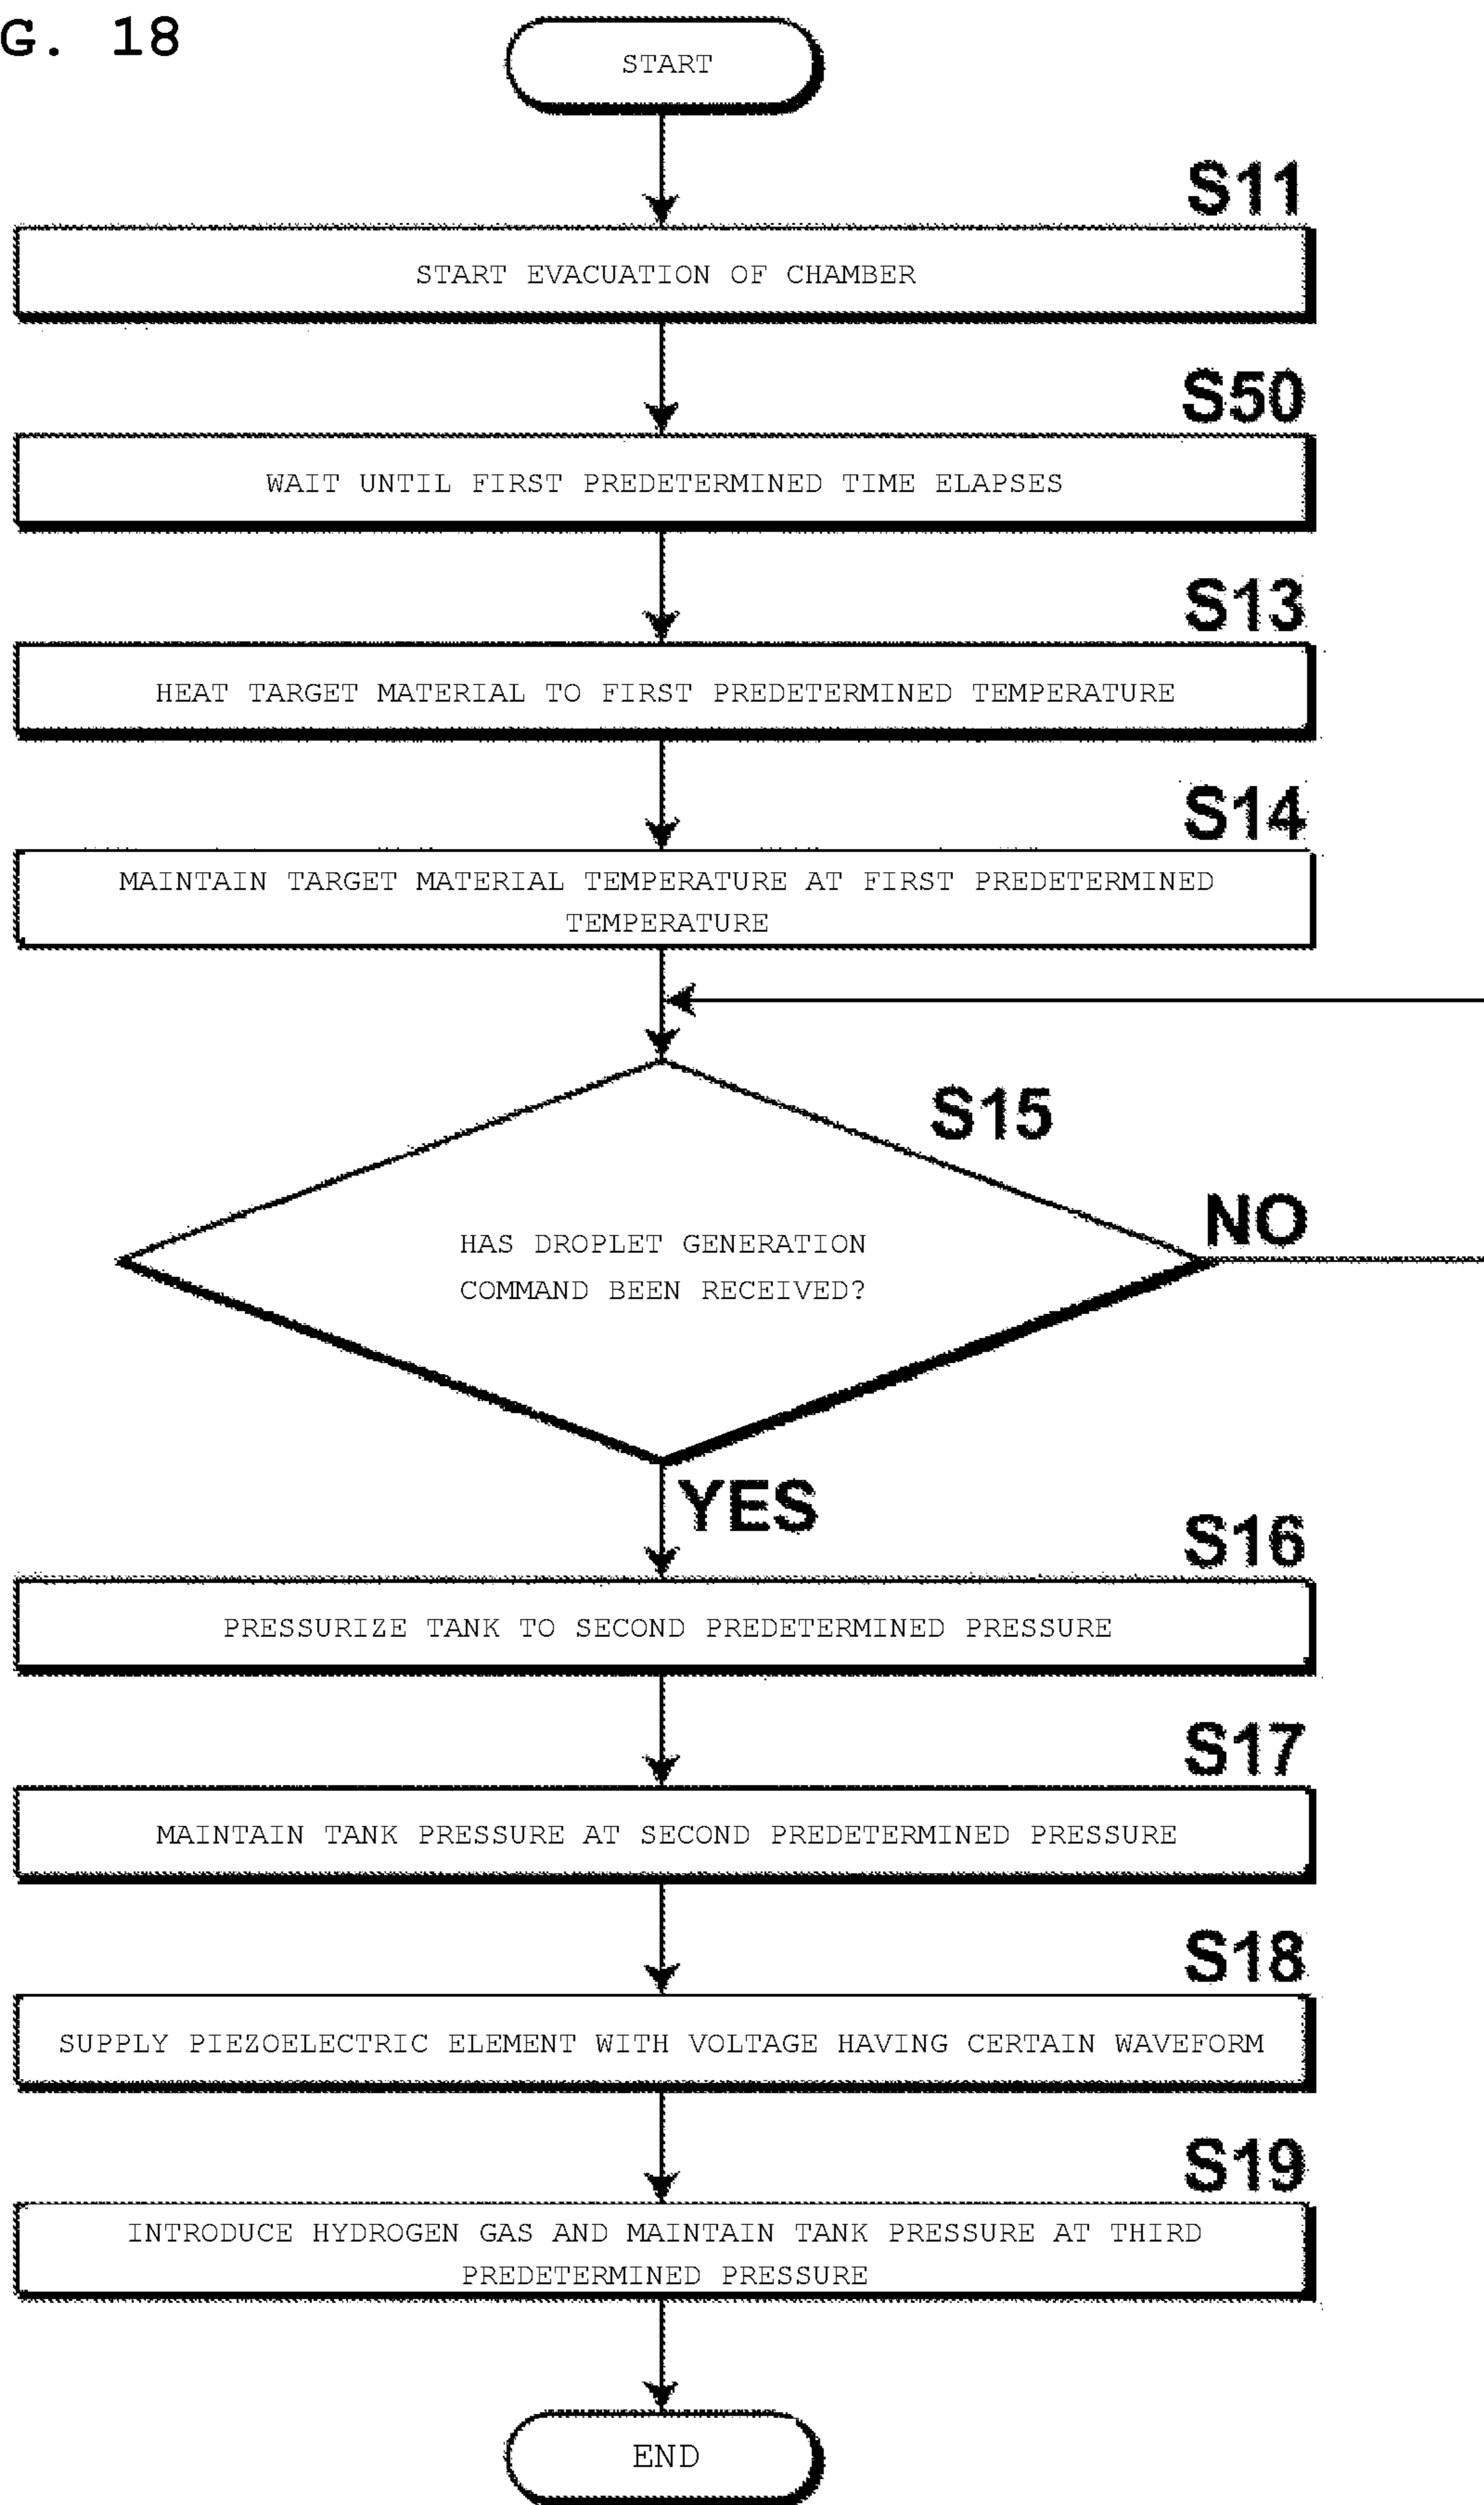 G. 18
START
S11
START EVACUATION OF CHAMBER
S50
WAIT UNTIL FIRST PREDETERMINED TIME ELAPSES
S13
HEAT TARGET MATERIAL TO FIRST PREDETERMINED TEMPERATURE
S14
MAINTAIN TARGET MATERIAL TEMPERATURE AT FIRST PREDETERMINED
TEMPERATURE
S15
NO
HAS DROPLET GENERATION
COMMAND BEEN RECEIVED?
YES
S16
PRESSURIZE TANK TO SECOND PREDETERMINED PRESSURE
S17
MAINTAIN TANK PRESSURE AT SECOND PREDETERMINED PRESSURE
S18
SUPPLY PIEZOELECTRIC ELEMENT WITH VOLTAGE HAVING CERTAIN WAVEFORM
S19
INTRODUCE HYDROGEN GAS AND MAINTAIN TANK PRESSURE AT THIRD
PREDETERMINED PRESSURE
END